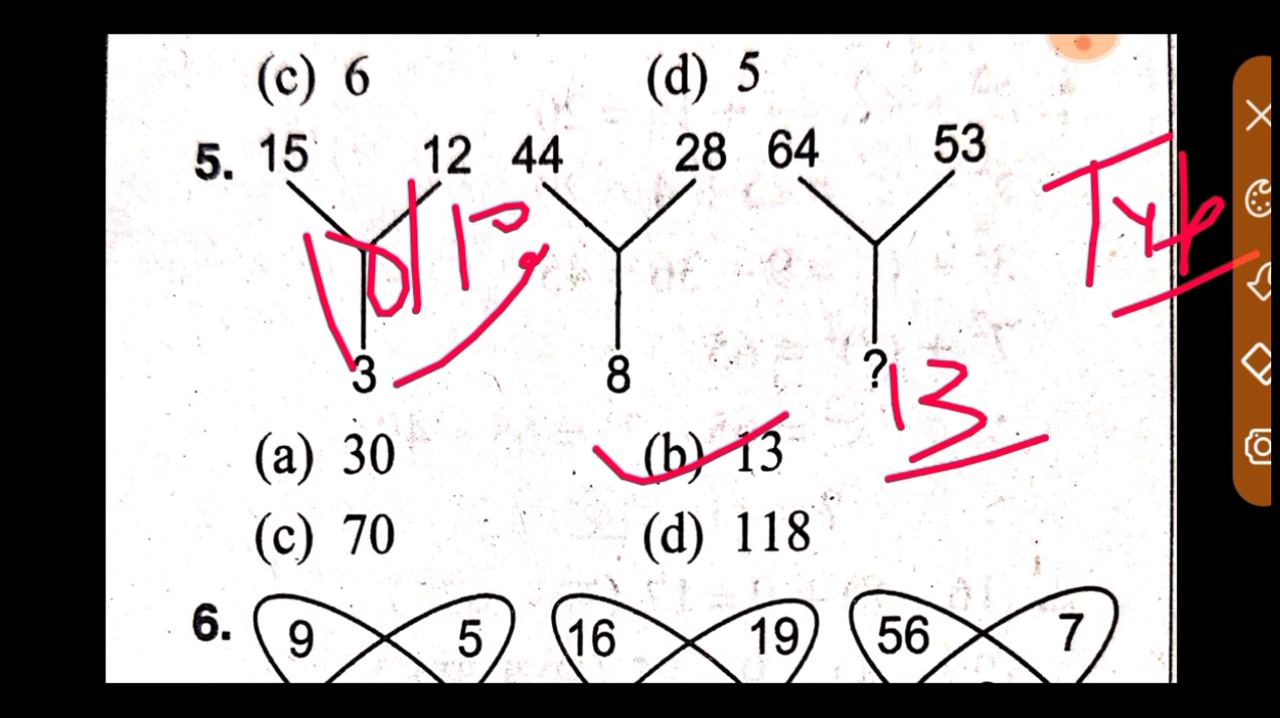 (c) 6 (d) 5
5. 15 12 44 28 64 53
3 8 ? 13
(a) 30 (b) 13
(c) 70 (d) 118
6. 9 5 16 19 56 7